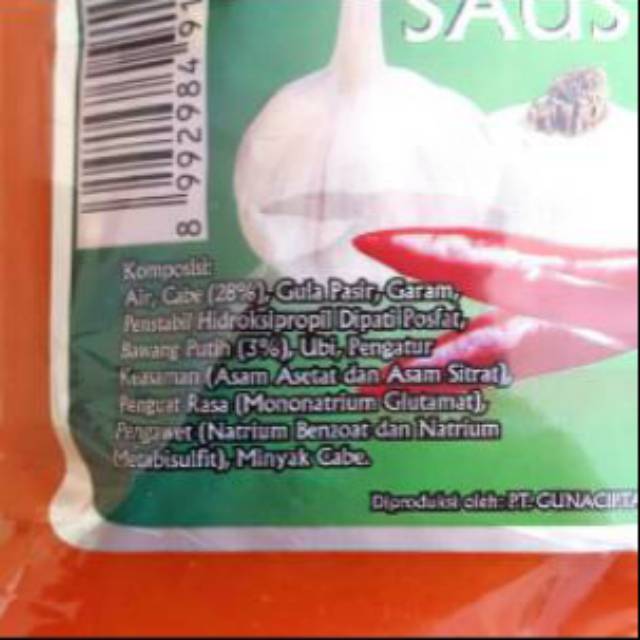 SAUS
8 992984 91
Komposisi:
Air, Cabe (28%), Gula Pasir, Garam,
Penstabil Hidroksipropil Dipati Posfat,
Bawang Putih (3%), Ubi, Pengatur
Keasaman (Asam Asetat dan Asam Sitrat),
Penguat Rasa (Mononatrium Glutamat),
Pengawet (Natrium Benzoat dan Natrium
Metabisulfit), Minyak Cabe.
Diproduksi oleh: PT. GUNACIPTA